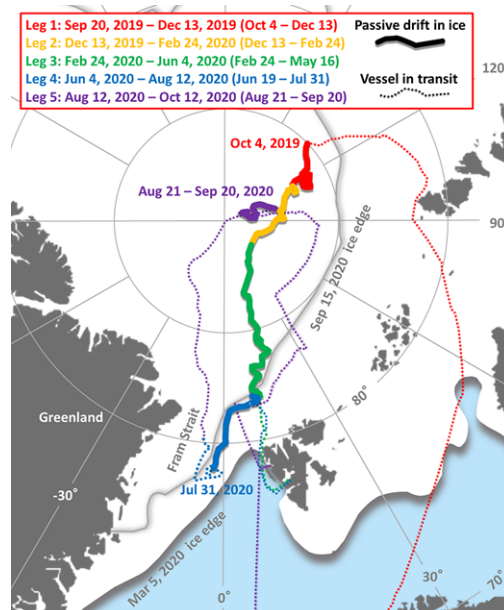 Leg 1: Sep 20, 2019 – Dec 13, 2019 (Oct 4 – Dec 13)
Leg 2: Dec 13, 2019 – Feb 24, 2020 (Dec 13 – Feb 24)
Leg 3: Feb 24, 2020 – Jun 4, 2020 (Feb 24 – May 16)
Leg 4: Jun 4, 2020 – Aug 12, 2020 (Jun 19 – Jul 31)
Leg 5: Aug 12, 2020 – Oct 12, 2020 (Aug 21 – Sep 20)
Passive drift in ice
Vessel in transit
120
Oct 4, 2019
Aug 21 – Sep 20, 2020
90
Sep 15, 2020 ice edge
80°
Greenland
Fram Strait
-30°
Jul 31, 2020
Mar 5, 2020 ice edge
0°
30°
70°